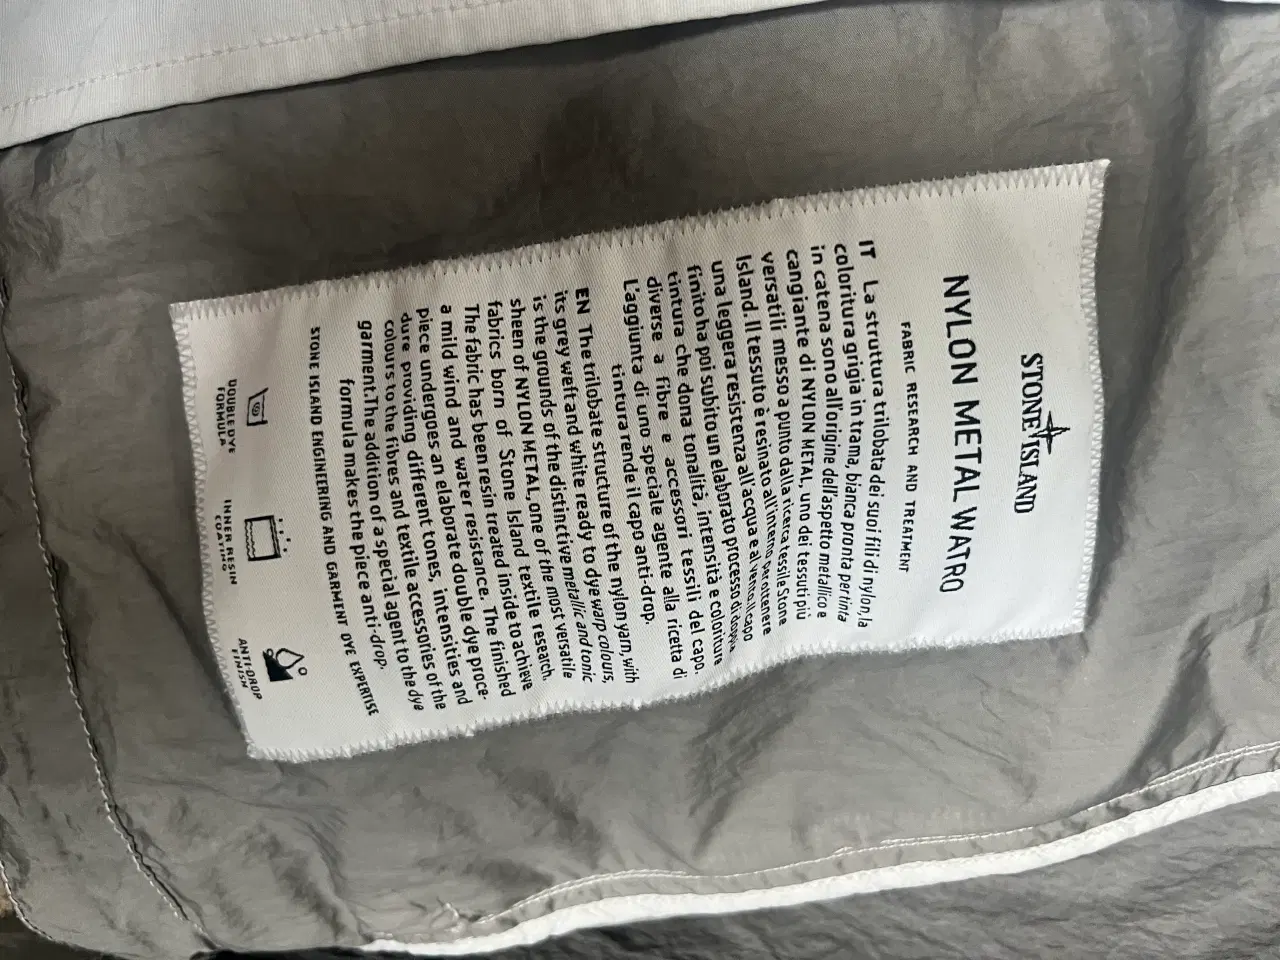 STONE ISLAND
NYLON METAL WATRO
FABRIC RESEARCH AND TREATMENT
IT La struttura trilobata dei suoi fili di nylon, la
coloritura grigia in trama, bianca pronta per tinta
in catena sono all'origine dell'aspetto metallico e
cangiante di NYLON METAL, uno dei tessuti più
versatili messo a punto dalla ricerca tessile Stone
Island. Il tessuto è resinato all'interno per ottenere
una leggera resistenza all'acqua e al vento. Il capo
finito ha poi subito un elaborato processo di doppia
tintura che dona tonalità, intensità e coloriture
diverse a fibre e accessori tessili del capo.
L'aggiunta di uno speciale agente alla ricetta di
tintura rende il capo anti-drop.
EN The trilobate structure of the nylon yarn, with
its grey weft and white ready to dye warp colours,
is the grounds of the distinctive metallic and tonic
sheen of NYLON METAL, one of the most versatile
fabrics born of Stone Island textile research.
The fabric has been resin treated inside to achieve
a mild wind and water resistance. The finished
piece undergoes an elaborate double dye proce-
dure providing different tones, intensities and
colours to the fibres and textile accessories of the
garment. The addition of a special agent to the dye
formula makes the piece anti-drop.
STONE ISLAND ENGINEERING AND GARMENT DYE EXPERTISE
DOUBLE DYE
FORMULA
INNER RESIN
COATING
ANTI-DROP
FINISH